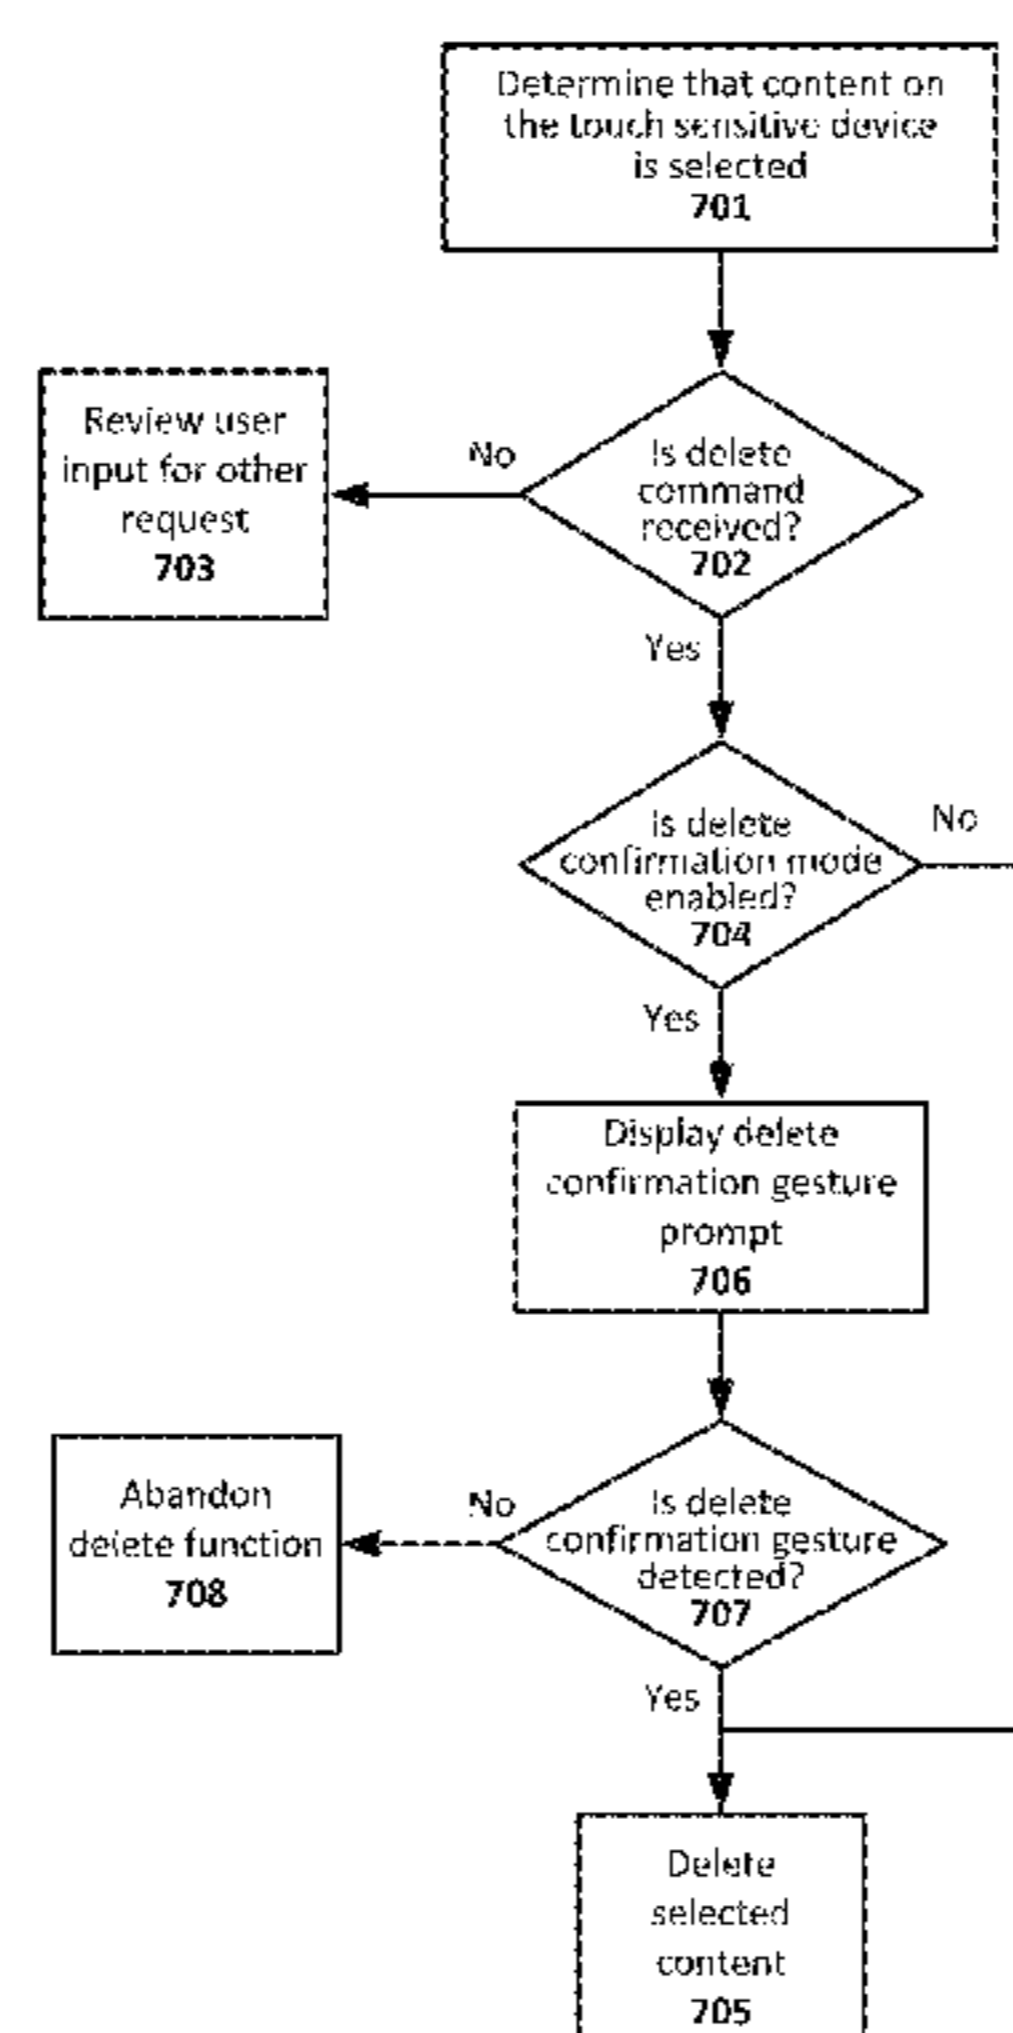 Determine that content on
the touch sensitive device
is selected
701
Review user
input for other
request
703
No
Is delete
command
received?
702
Yes
Is delete
confirmation mode
enabled?
704
No
Yes
Display delete
confirmation gesture
prompt
706
Abandon
delete function
708
No
Is delete
confirmation gesture
detected?
707
Yes
Delete
selected
content
705